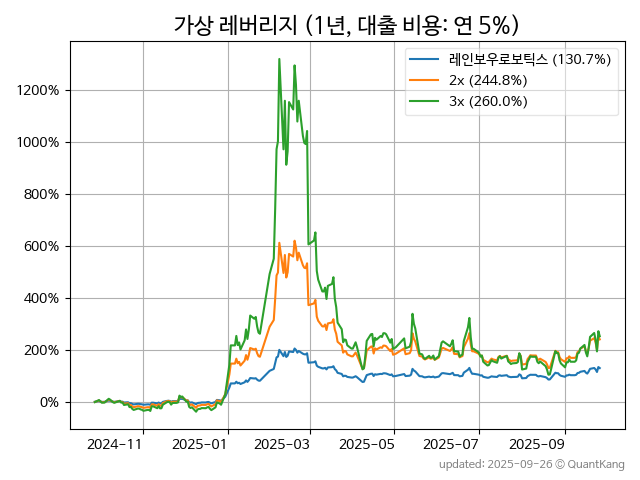 가상 레버리지 (1년, 대출 비용: 연 5%)
레인보우로보틱스 (130.7%)
2x (244.8%)
3x (260.0%)
1200%
1000%
800%
600%
400%
200%
0%
2024-11 2025-01 2025-03 2025-05 2025-07 2025-09
updated: 2025-09-26 © QuantKang